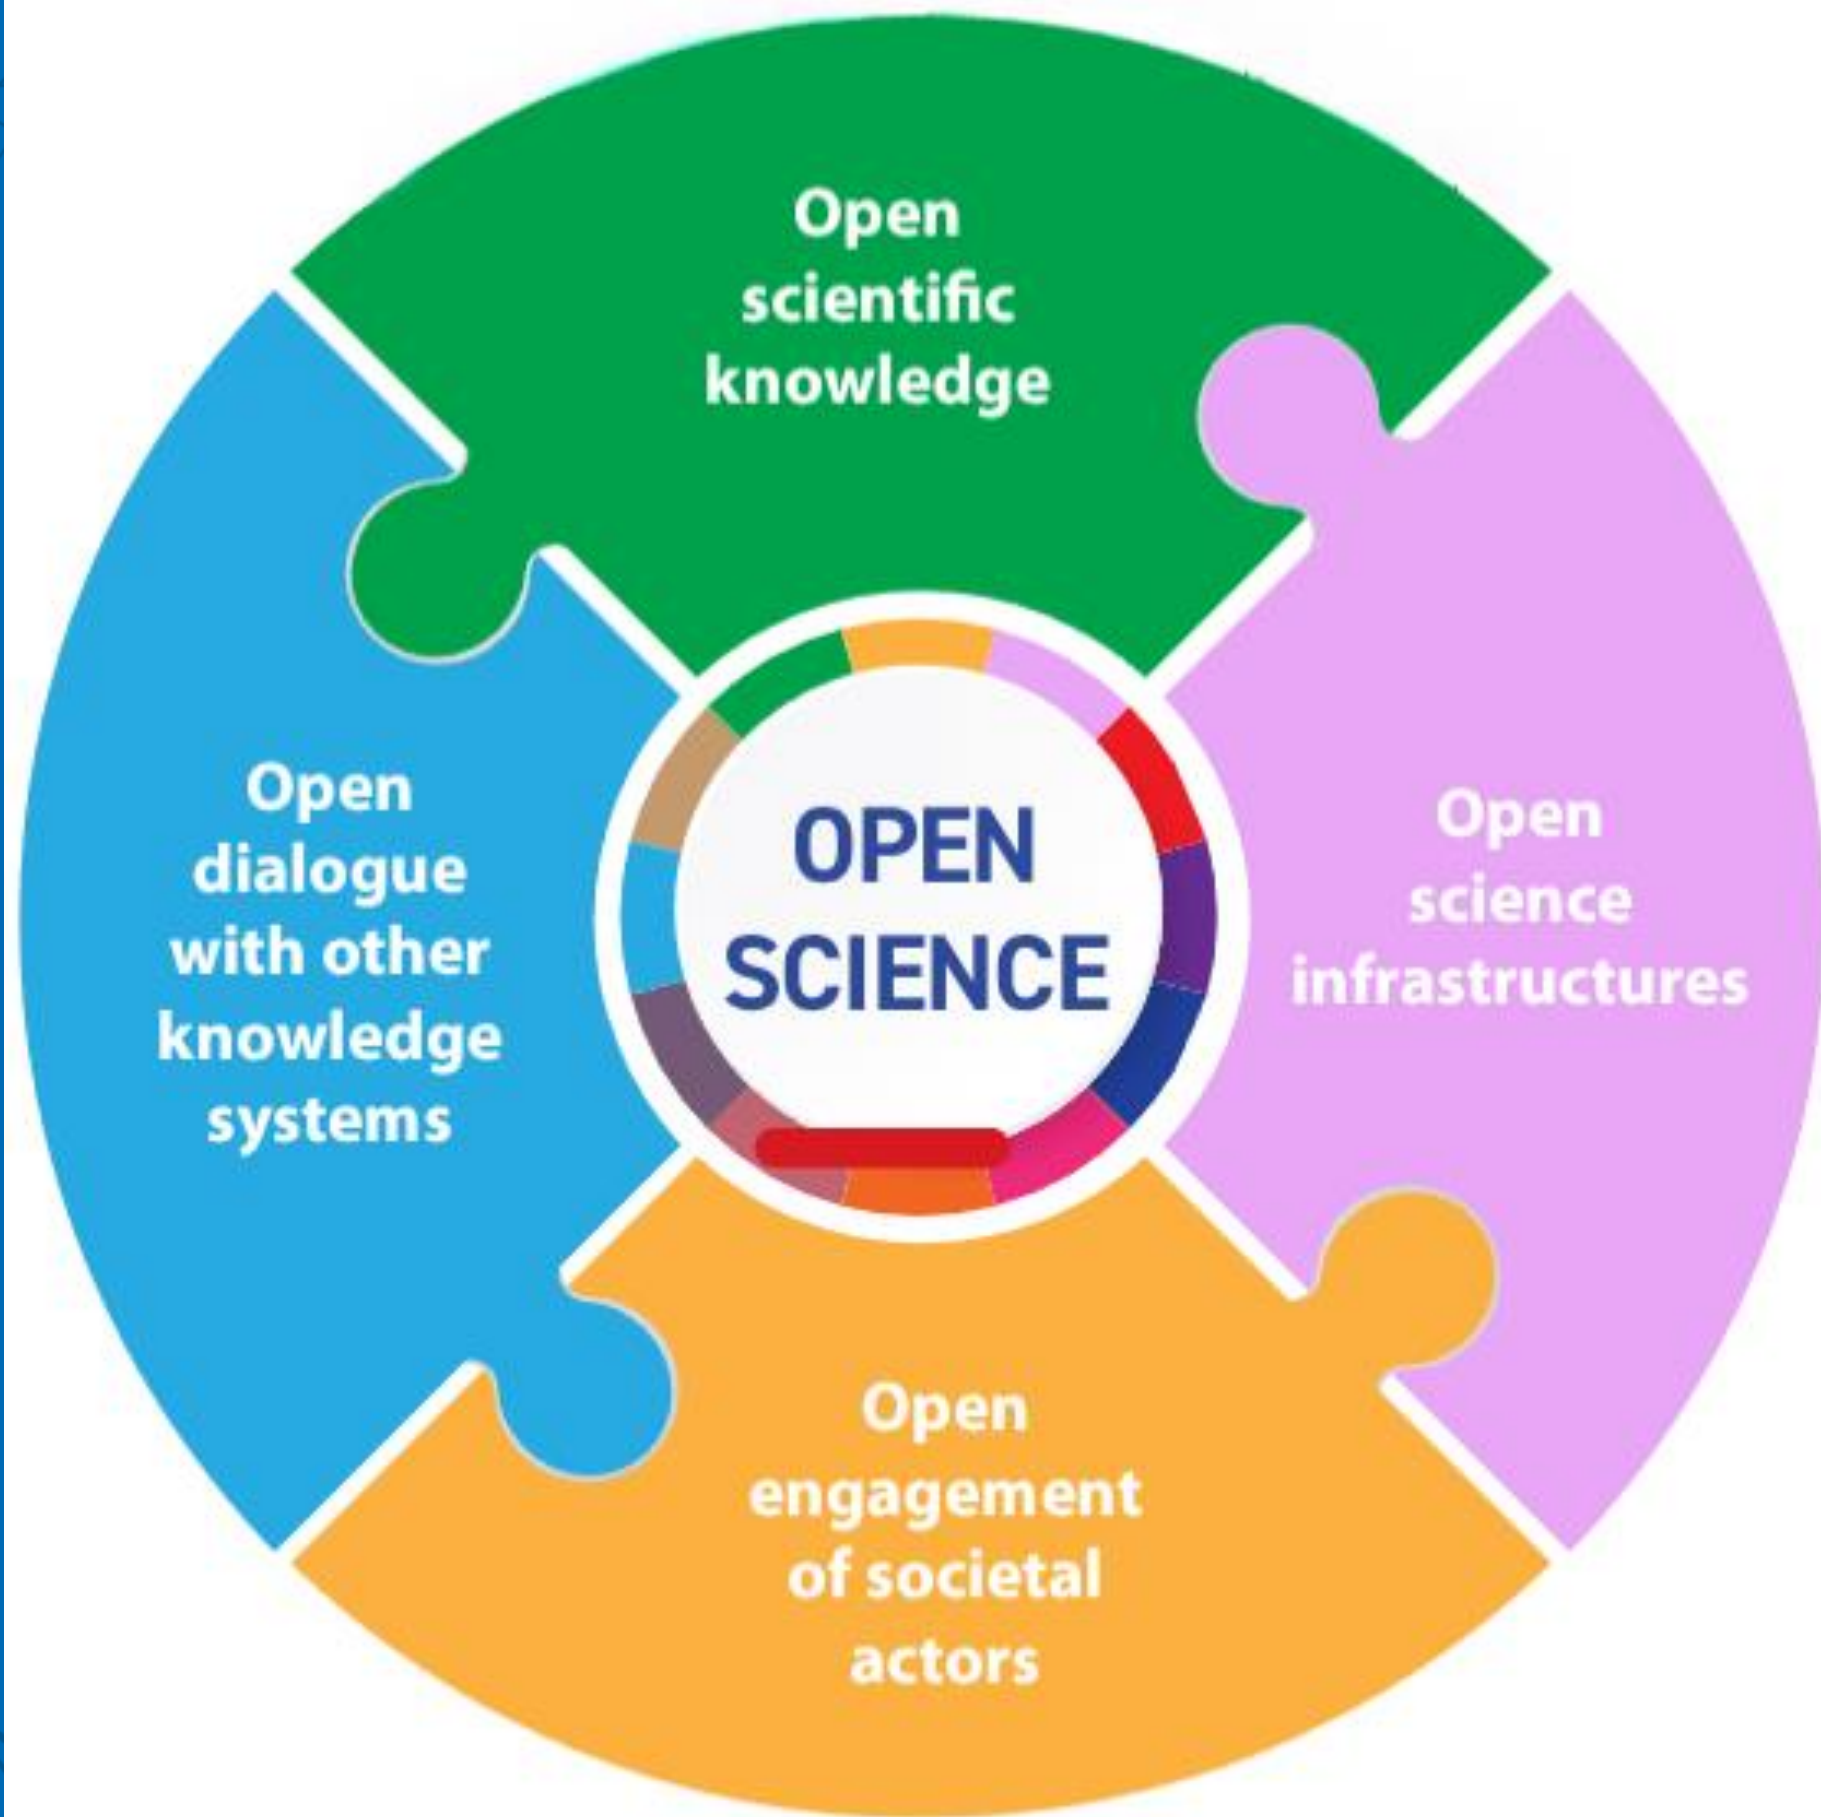 Open
scientific
knowledge
Open
dialogue
with other
knowledge
systems
OPEN
SCIENCE
Open
science
infrastructures
Open
engagement
of societal
actors